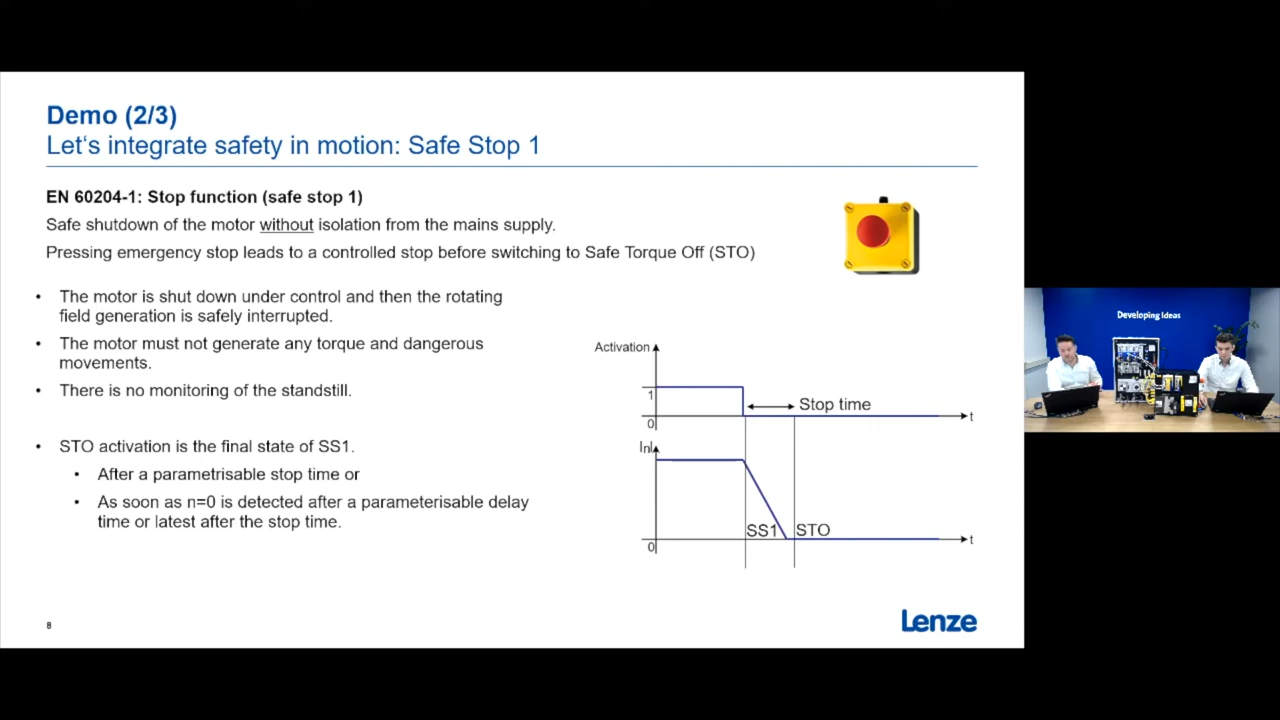 Demo (2/3)
Let‘s integrate safety in motion: Safe Stop 1
EN 60204-1: Stop function (safe stop 1)
Safe shutdown of the motor without isolation from the mains supply.
Pressing emergency stop leads to a controlled stop before switching to Safe Torque Off (STO)
• The motor is shut down under control and then the rotating
field generation is safely interrupted.
• The motor must not generate any torque and dangerous
movements.
• There is no monitoring of the standstill.
• STO activation is the final state of SS1.
• After a parametrisable stop time or
• As soon as n=0 is detected after a parameterisable delay
time or latest after the stop time.
Activation
1
0
Stop time
t
|n|
SS1
STO
0
t
8
Lenze
Developing Ideas